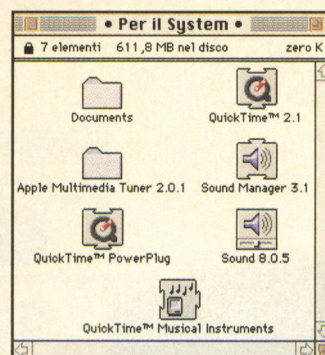 • Per il System •
7 elementi 611,8 MB nel disco zero K
Documents QuickTime™ 2.1
Apple Multimedia Tuner 2.0.1 Sound Manager 3.1
QuickTime™ PowerPlug Sound 8.0.5
QuickTime™ Musical Instruments